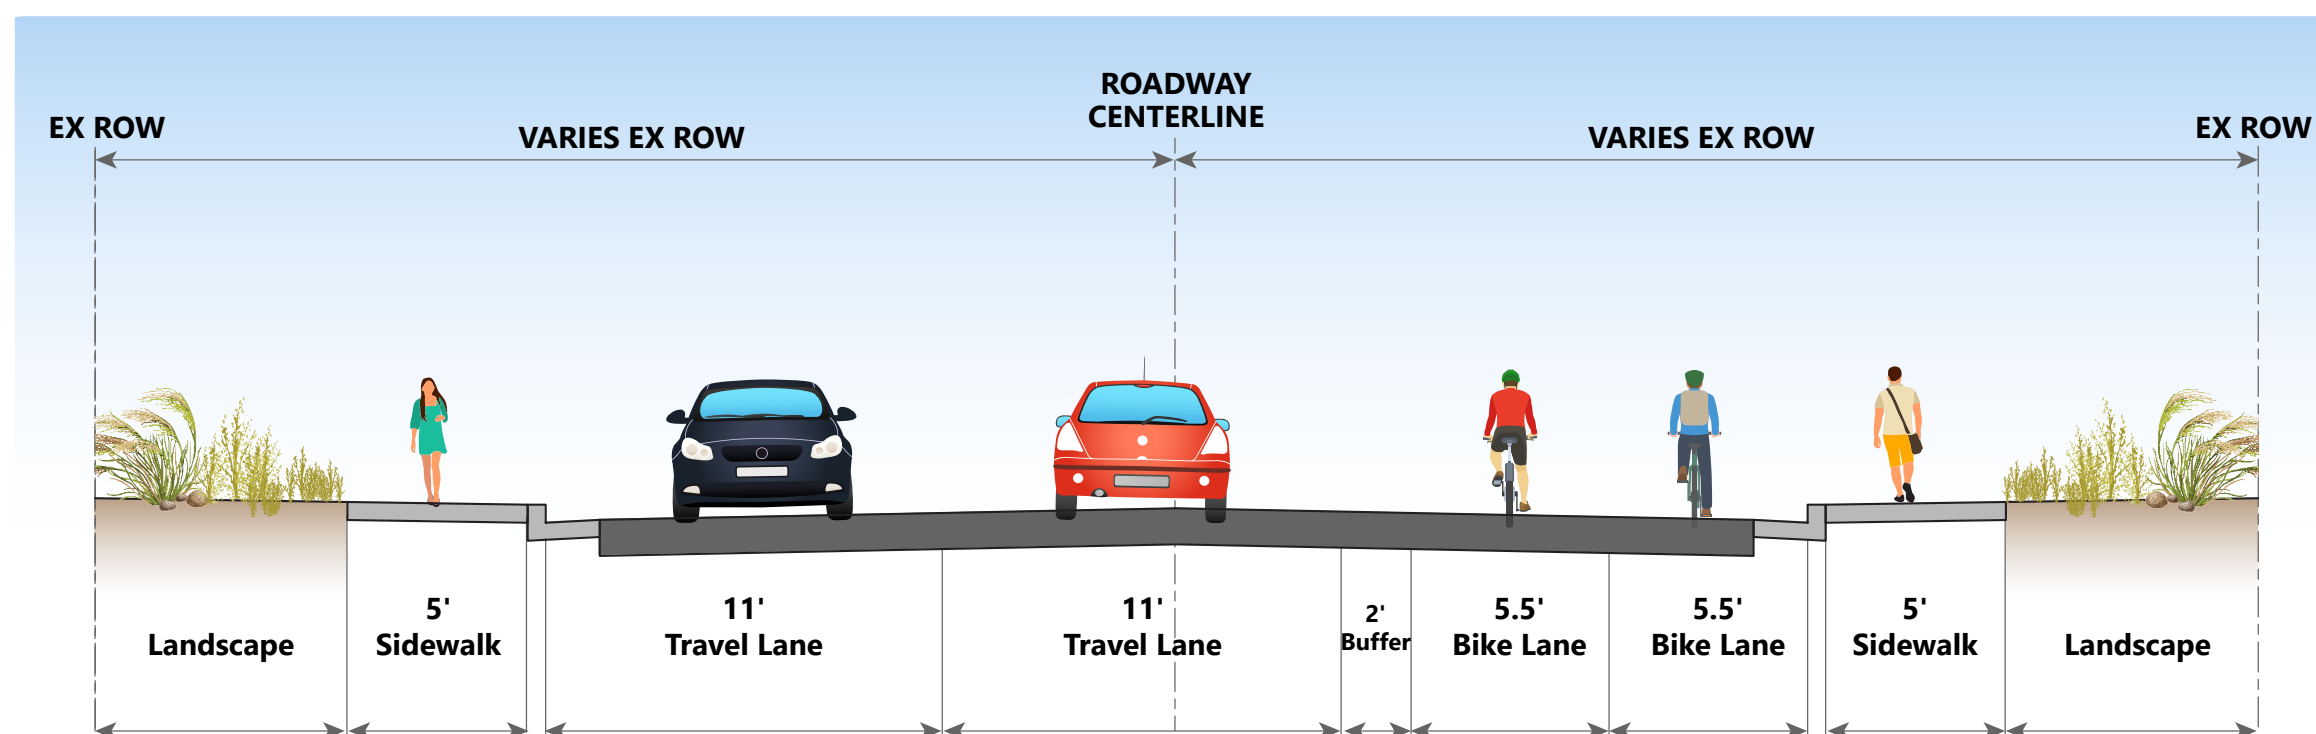 ROADWAY
CENTERLINE
EX ROW
VARIES EX ROW
VARIES EX ROW
EX ROW
Landscape
5'
Sidewalk
11'
Travel Lane
11'
Travel Lane
2'
Buffer
5.5'
Bike Lane
5.5'
Bike Lane
5'
Sidewalk
Landscape